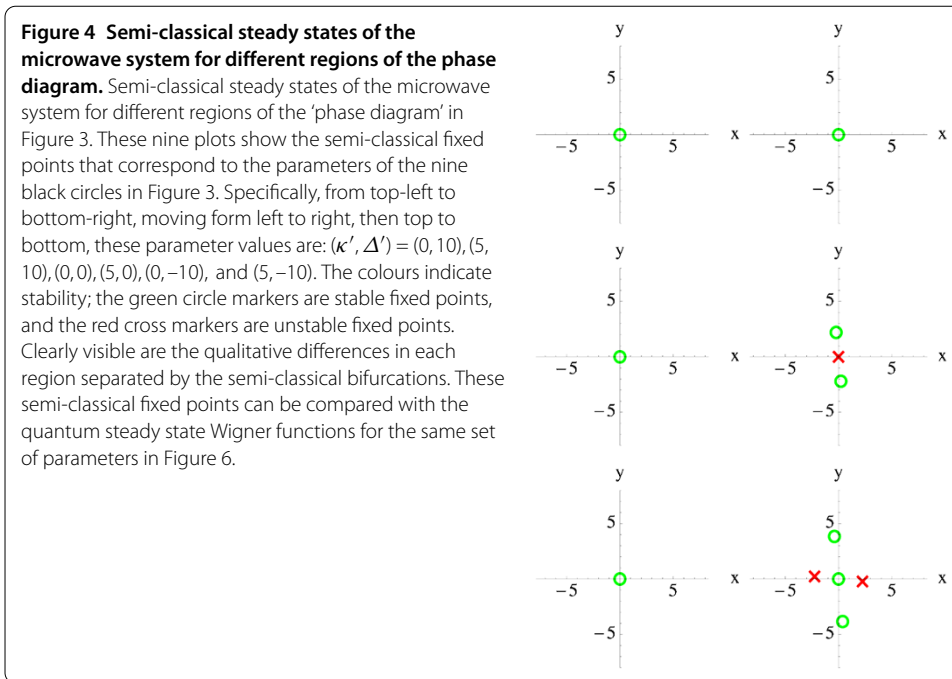 Figure 4 Semi-classical steady states of the
microwave system for different regions of the phase
diagram. Semi-classical steady states of the microwave
system for different regions of the ‘phase diagram’ in
Figure 3. These nine plots show the semi-classical fixed
points that correspond to the parameters of the nine
black circles in Figure 3. Specifically, from top-left to
bottom-right, moving form left to right, then top to
bottom, these parameter values are: (κ′, Δ′) = (0, 10), (5,
10), (0, 0), (5, 0), (0, –10), and (5, –10). The colours indicate
stability; the green circle markers are stable fixed points,
and the red cross markers are unstable fixed points.
Clearly visible are the qualitative differences in each
region separated by the semi-classical bifurcations. These
semi-classical fixed points can be compared with the
quantum steady state Wigner functions for the same set
of parameters in Figure 6.
y y
5 5
x x
−5 5 −5 5
−5 −5
y y
5 5
x x
−5 5 −5 5
−5 −5
y y
5 5
x x
−5 5 −5 5
−5 −5